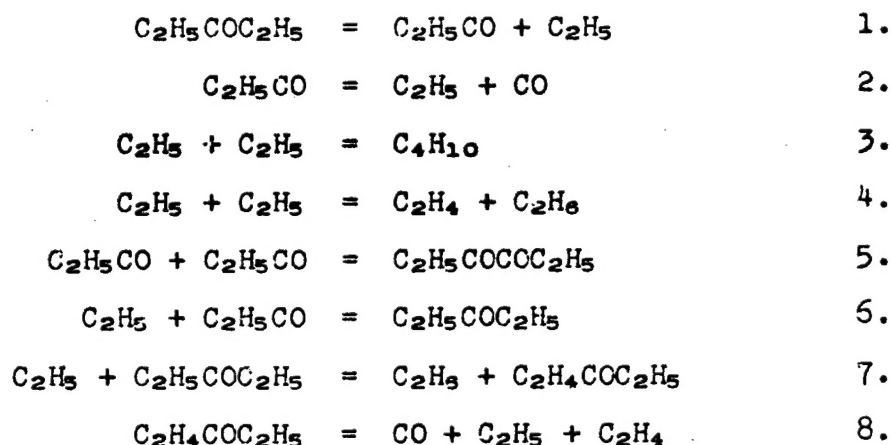 C₂H₅COC₂H₅ = C₂H₅CO + C₂H₅ 1.
C₂H₅CO = C₂H₅ + CO 2.
C₂H₅ + C₂H₅ = C₄H₁₀ 3.
C₂H₅ + C₂H₅ = C₂H₄ + C₂H₆ 4.
C₂H₅CO + C₂H₅CO = C₂H₅COCOC₂H₅ 5.
C₂H₅ + C₂H₅CO = C₂H₅COC₂H₅ 6.
C₂H₅ + C₂H₅COC₂H₅ = C₂H₆ + C₂H₄COC₂H₅ 7.
C₂H₄COC₂H₅ = CO + C₂H₅ + C₂H₄ 8.